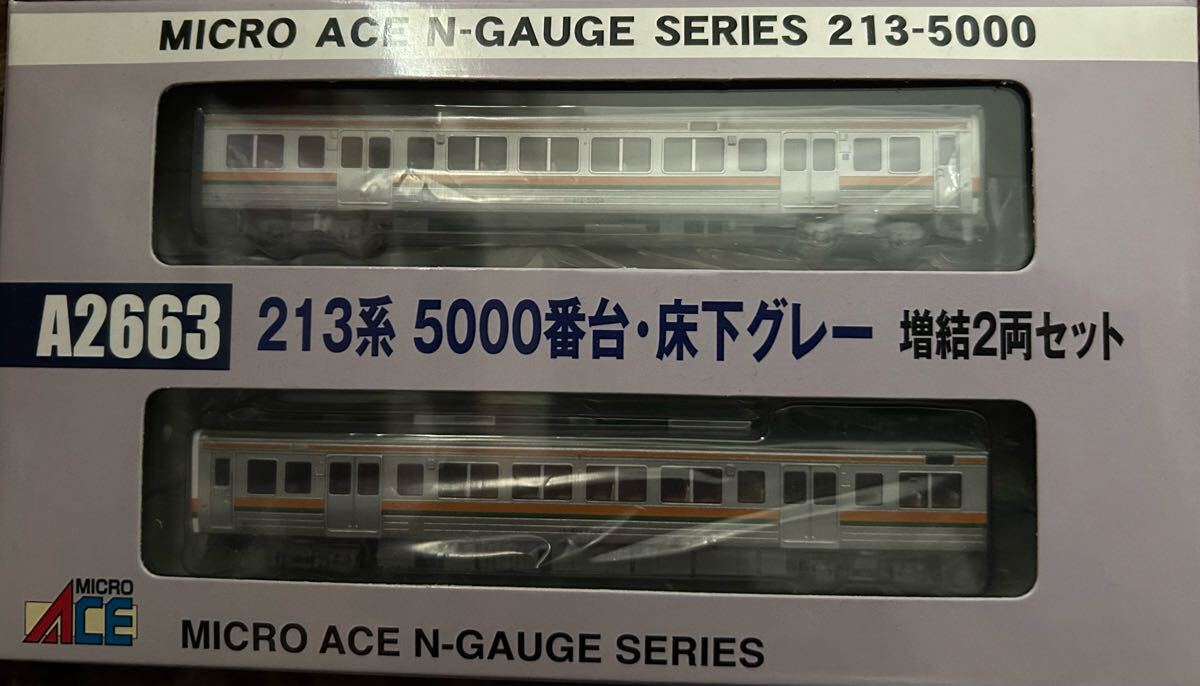 MICRO ACE N-GAUGE SERIES 213-5000
A2663 213系 5000番台・床下グレー 増結2両セット
MICRO ACE
MICRO ACE N-GAUGE SERIES